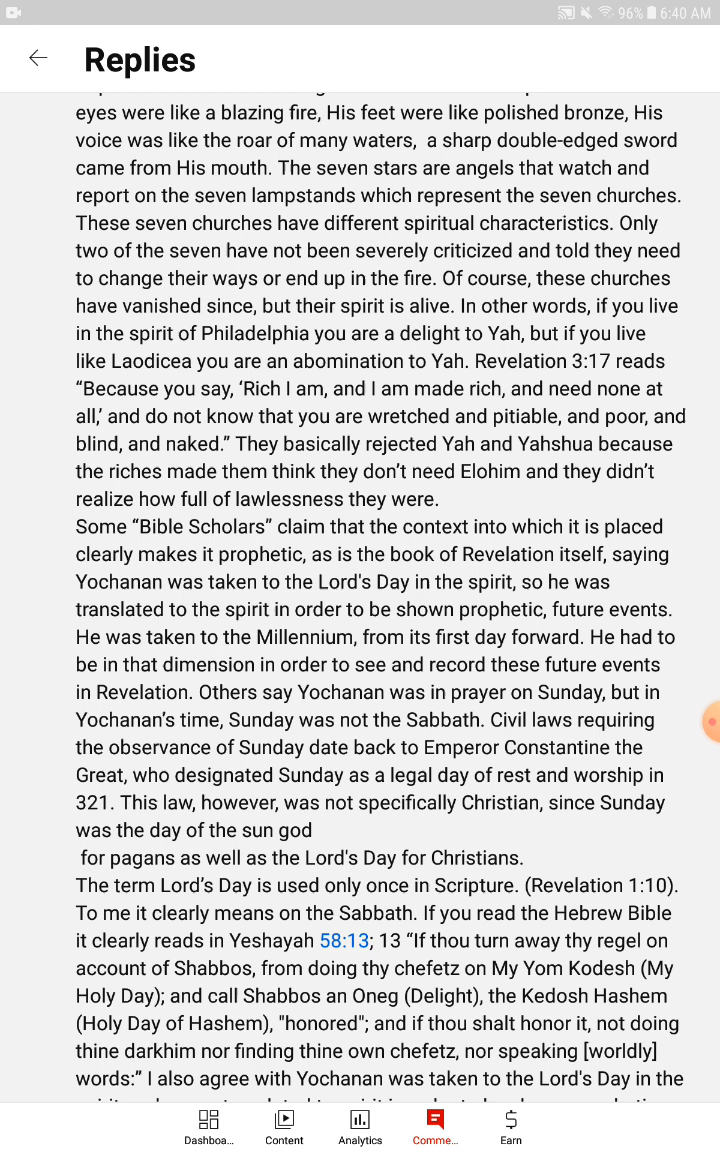 96% 6:40 AM
Replies
eyes were like a blazing fire, His feet were like polished bronze, His
voice was like the roar of many waters,  a sharp double-edged sword
came from His mouth. The seven stars are angels that watch and
report on the seven lampstands which represent the seven churches.
These seven churches have different spiritual characteristics. Only
two of the seven have not been severely criticized and told they need
to change their ways or end up in the fire. Of course, these churches
have vanished since, but their spirit is alive. In other words, if you live
in the spirit of Philadelphia you are a delight to Yah, but if you live
like Laodicea you are an abomination to Yah. Revelation 3:17 reads
“Because you say, ‘Rich I am, and I am made rich, and need none at
all,’ and do not know that you are wretched and pitiable, and poor, and
blind, and naked.” They basically rejected Yah and Yahshua because
the riches made them think they don’t need Elohim and they didn’t
realize how full of lawlessness they were.
Some “Bible Scholars” claim that the context into which it is placed
clearly makes it prophetic, as is the book of Revelation itself, saying
Yochanan was taken to the Lord's Day in the spirit, so he was
translated to the spirit in order to be shown prophetic, future events.
He was taken to the Millennium, from its first day forward. He had to
be in that dimension in order to see and record these future events
in Revelation. Others say Yochanan was in prayer on Sunday, but in
Yochanan’s time, Sunday was not the Sabbath. Civil laws requiring
the observance of Sunday date back to Emperor Constantine the
Great, who designated Sunday as a legal day of rest and worship in
321. This law, however, was not specifically Christian, since Sunday
was the day of the sun god
for pagans as well as the Lord's Day for Christians.
The term Lord’s Day is used only once in Scripture. (Revelation 1:10).
To me it clearly means on the Sabbath. If you read the Hebrew Bible
it clearly reads in Yeshayah 58:13; 13 “If thou turn away thy regel on
account of Shabbos, from doing thy chefetz on My Yom Kodesh (My
Holy Day); and call Shabbos an Oneg (Delight), the Kedosh Hashem
(Holy Day of Hashem), "honored"; and if thou shalt honor it, not doing
thine darkhim nor finding thine own chefetz, nor speaking [worldly]
words:” I also agree with Yochanan was taken to the Lord's Day in the
Dashboa... Content Analytics Comme... Earn